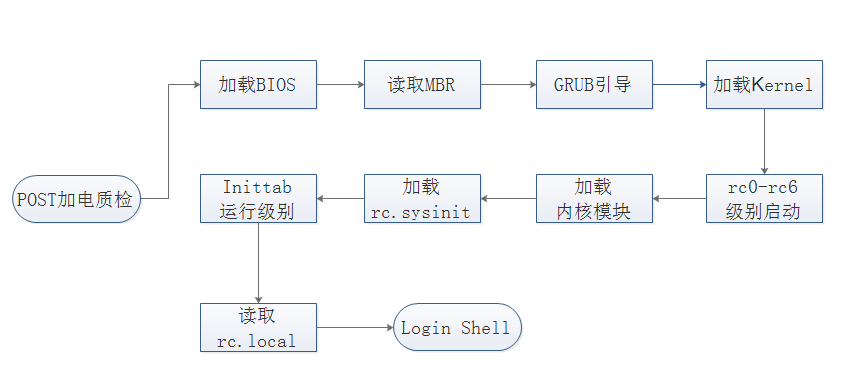 加载BIOS
读取MBR
GRUB引导
加载Kernel
POST加电质检
Inittab
运行级别
加载
rc.sysinit
加载
内核模块
rc0-rc6
级别启动
读取
rc.local
Login Shell